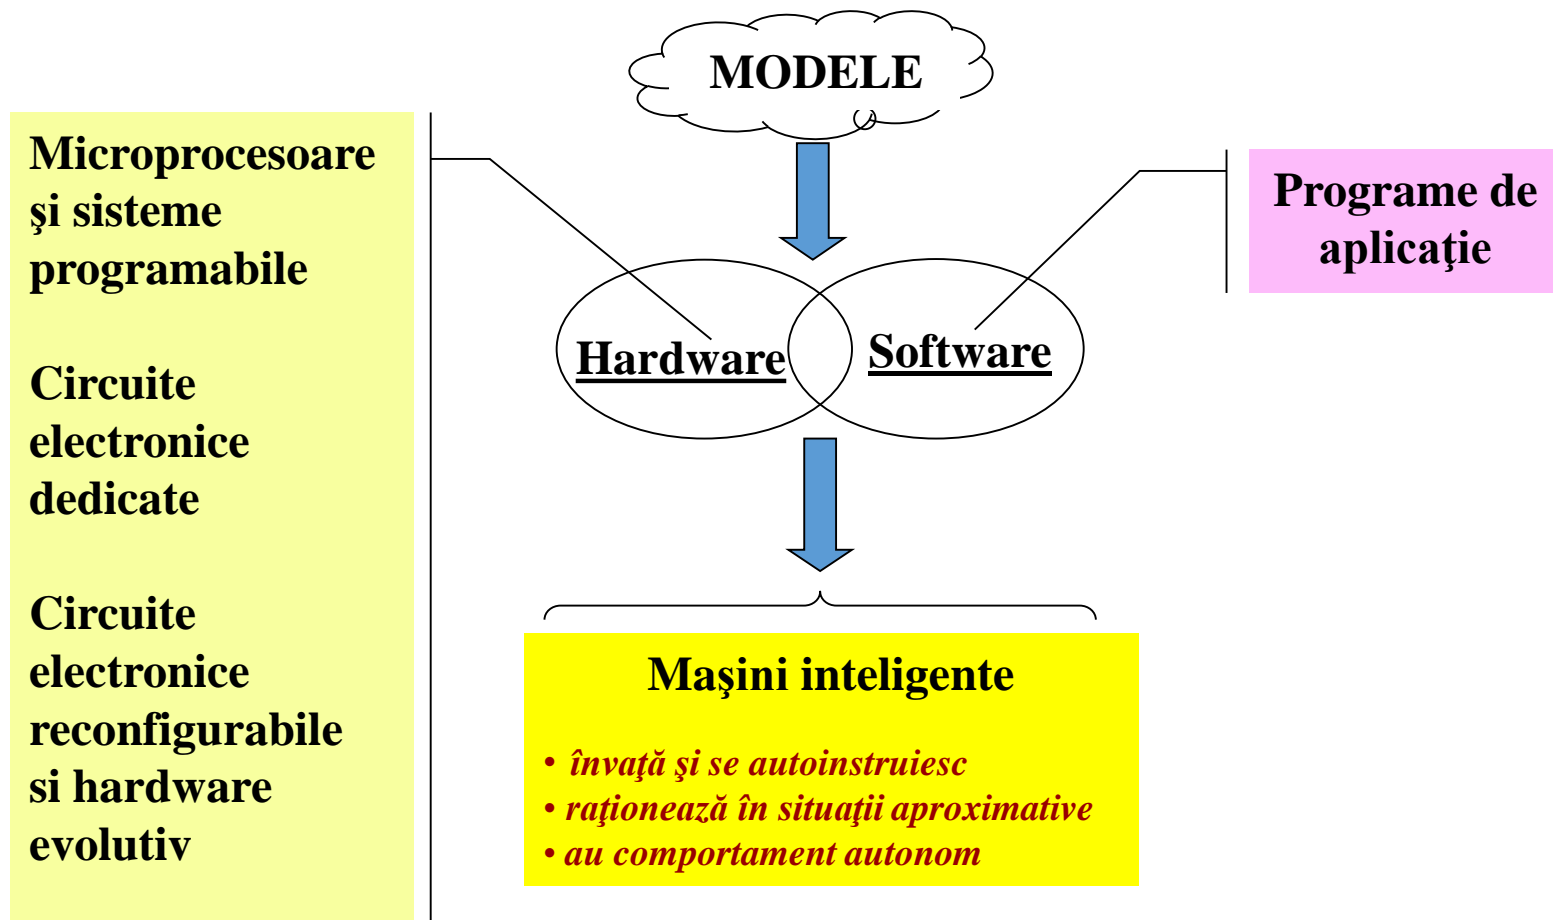 MODELE
Microprocesoare
şi sisteme
programabile
Circuite
electronice
dedicate
Circuite
electronice
reconfigurabile
si hardware
evolutiv
Programe de
aplicaţie
Hardware
Software
Maşini inteligente
• învaţă şi se autoinstruiesc
• raţionează în situaţii aproximative
• au comportament autonom